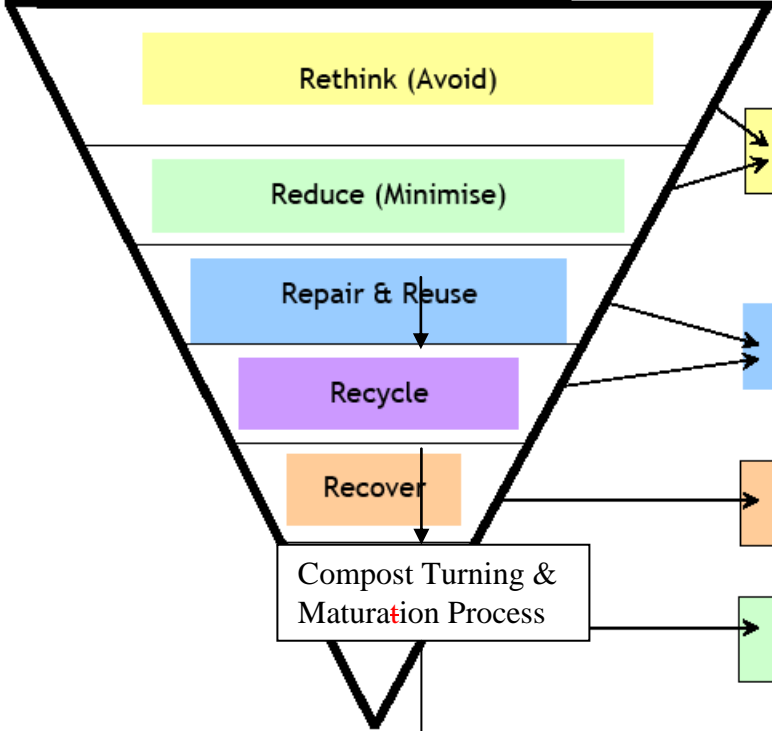 Rethink (Avoid)
Reduce (Minimise)
Repair & Reuse
Recycle
Recover
Compost Turning &
Maturation Process